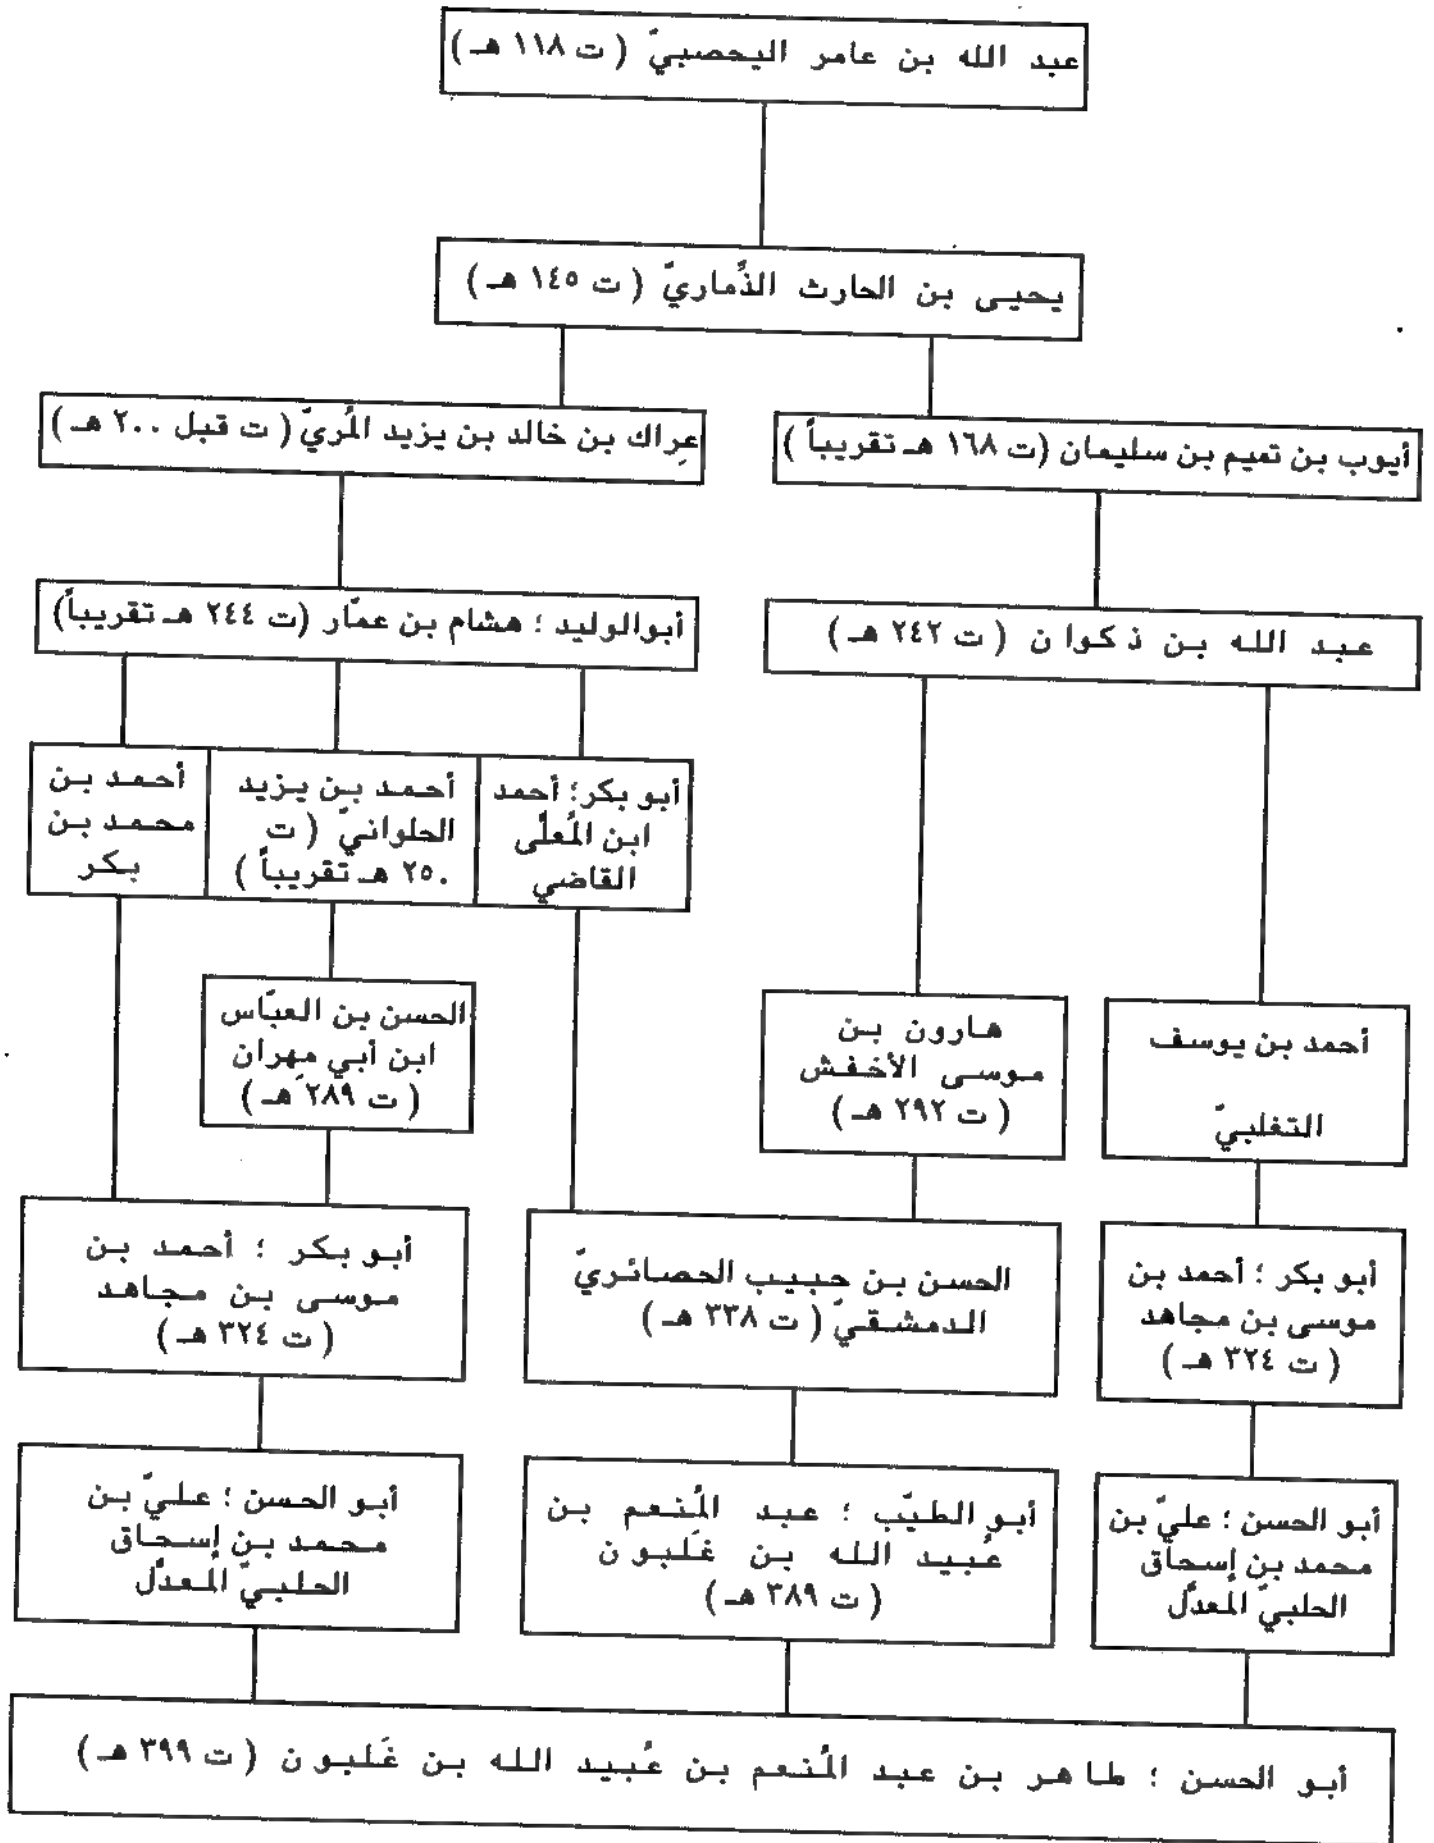 عبد الله بن عامر اليحصبيّ ( ت ١١٨ هـ )
يحيى بن الحارث الذِّماريّ ( ت ١٤٥ هـ )
أيوب بن تميم بن سليمان (ت ١٦٨ هـ تقريباً )
عِراك بن خالد بن يزيد المُريّ ( ت قبل ٢٠٠ هـ )
عبد الله بن ذكوان ( ت ٢٤٢ هـ )
أبوالوليد ؛ هشام بن عمّار (ت ٢٤٤ هـ تقريباً)
أبو بكر؛ أحمد
ابن المُعلَّى
القاضي
أحمد بن يزيد
الحلوانيّ ( ت
٢٥٠ هـ تقريباً )
أحمد بن
محمد بن
بكر
أحمد بن يوسف
التغلبيّ
هارون بن
موسى الأخفش
( ت ٢٩٢ هـ )
الحسن بن العبّاس
ابن أبي مِهران
( ت ٢٨٩ هـ )
أبو بكر ؛ أحمد بن
موسى بن مجاهد
( ت ٣٢٤ هـ )
الحسن بن حبيب الحصائريّ
الدمشقيّ ( ت ٣٣٨ هـ )
أبو بكر ؛ أحمد بن
موسى بن مجاهد
( ت ٣٢٤ هـ )
أبو الحسن ؛ عليّ بن
محمد بن إسحاق
الحلبيّ المُعدَّل
أبو الطيّب ؛ عبد المُنعم بن
عُبيد الله بن غَلبون
( ت ٣٨٩ هـ )
أبو الحسن ؛ عليّ بن
محمد بن إسحاق
الحلبيّ المُعدَّل
أبو الحسن ؛ طاهر بن عبد المُنعم بن عُبيد الله بن غَلبون ( ت ٣٩٩ هـ )